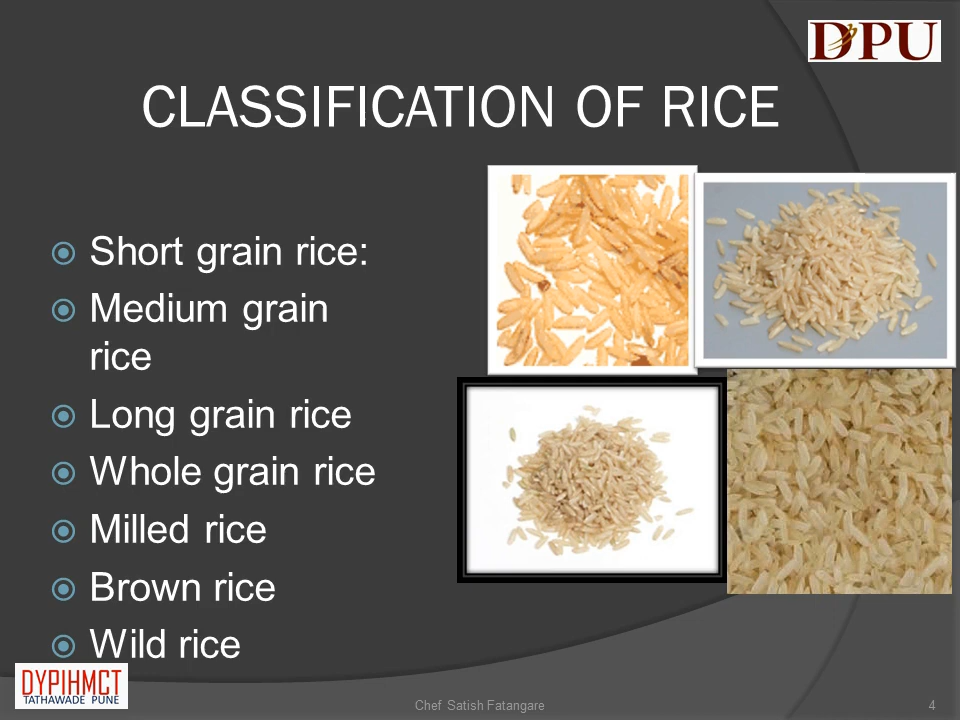 DPU
CLASSIFICATION OF RICE
Short grain rice:
Medium grain
rice
Long grain rice
Whole grain rice
Milled rice
Brown rice
Wild rice
DYPIHMCT
TATHAWADE PUNE
Chef Satish Fatangare
4